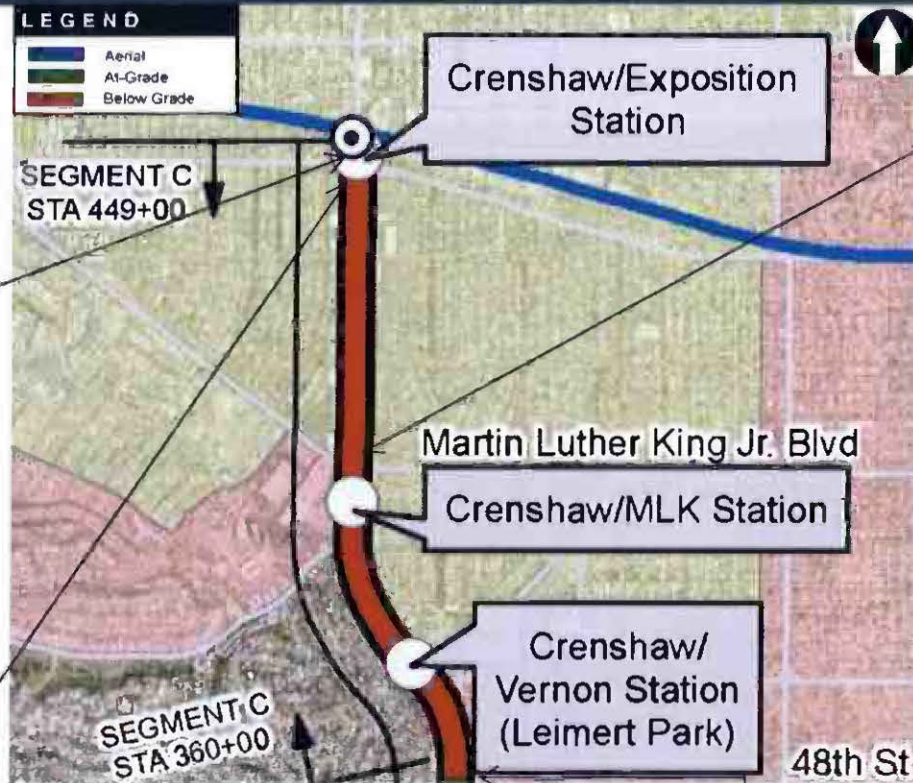 LEGEND
Aerial
At-Grade
Below Grade
Crenshaw/Exposition
Station
SEGMENT C
STA 449+00
Martin Luther King Jr. Blvd
Crenshaw/MLK Station
Crenshaw/
Vernon Station
(Leimert Park)
SEGMENT C
STA 360+00
48th St